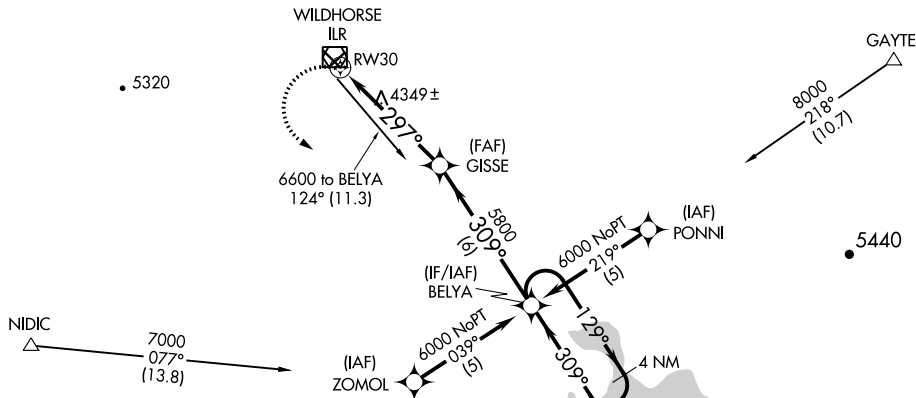 WILDHORSE
ILR
RW30
GAYTE
5320
4349±
8000
218°
(10.7)
297°
(FAF)
GISSE
6600 to BELYA
124° (11.3)
5800
309°
(6)
(IAF)
PONNI
6000 NoPT
219°
(5)
5440
(IF/IAF)
BELYA
NIDIC
7000
077°
(13.8)
6000 NoPT
039°
(5)
(IAF)
ZOMOL
129°
309°
4 NM